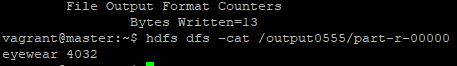 File Output Format Counters
Bytes Written=13
vagrant@master:~$ hdfs dfs -cat /output0555/part-r-00000
eyewear 4032